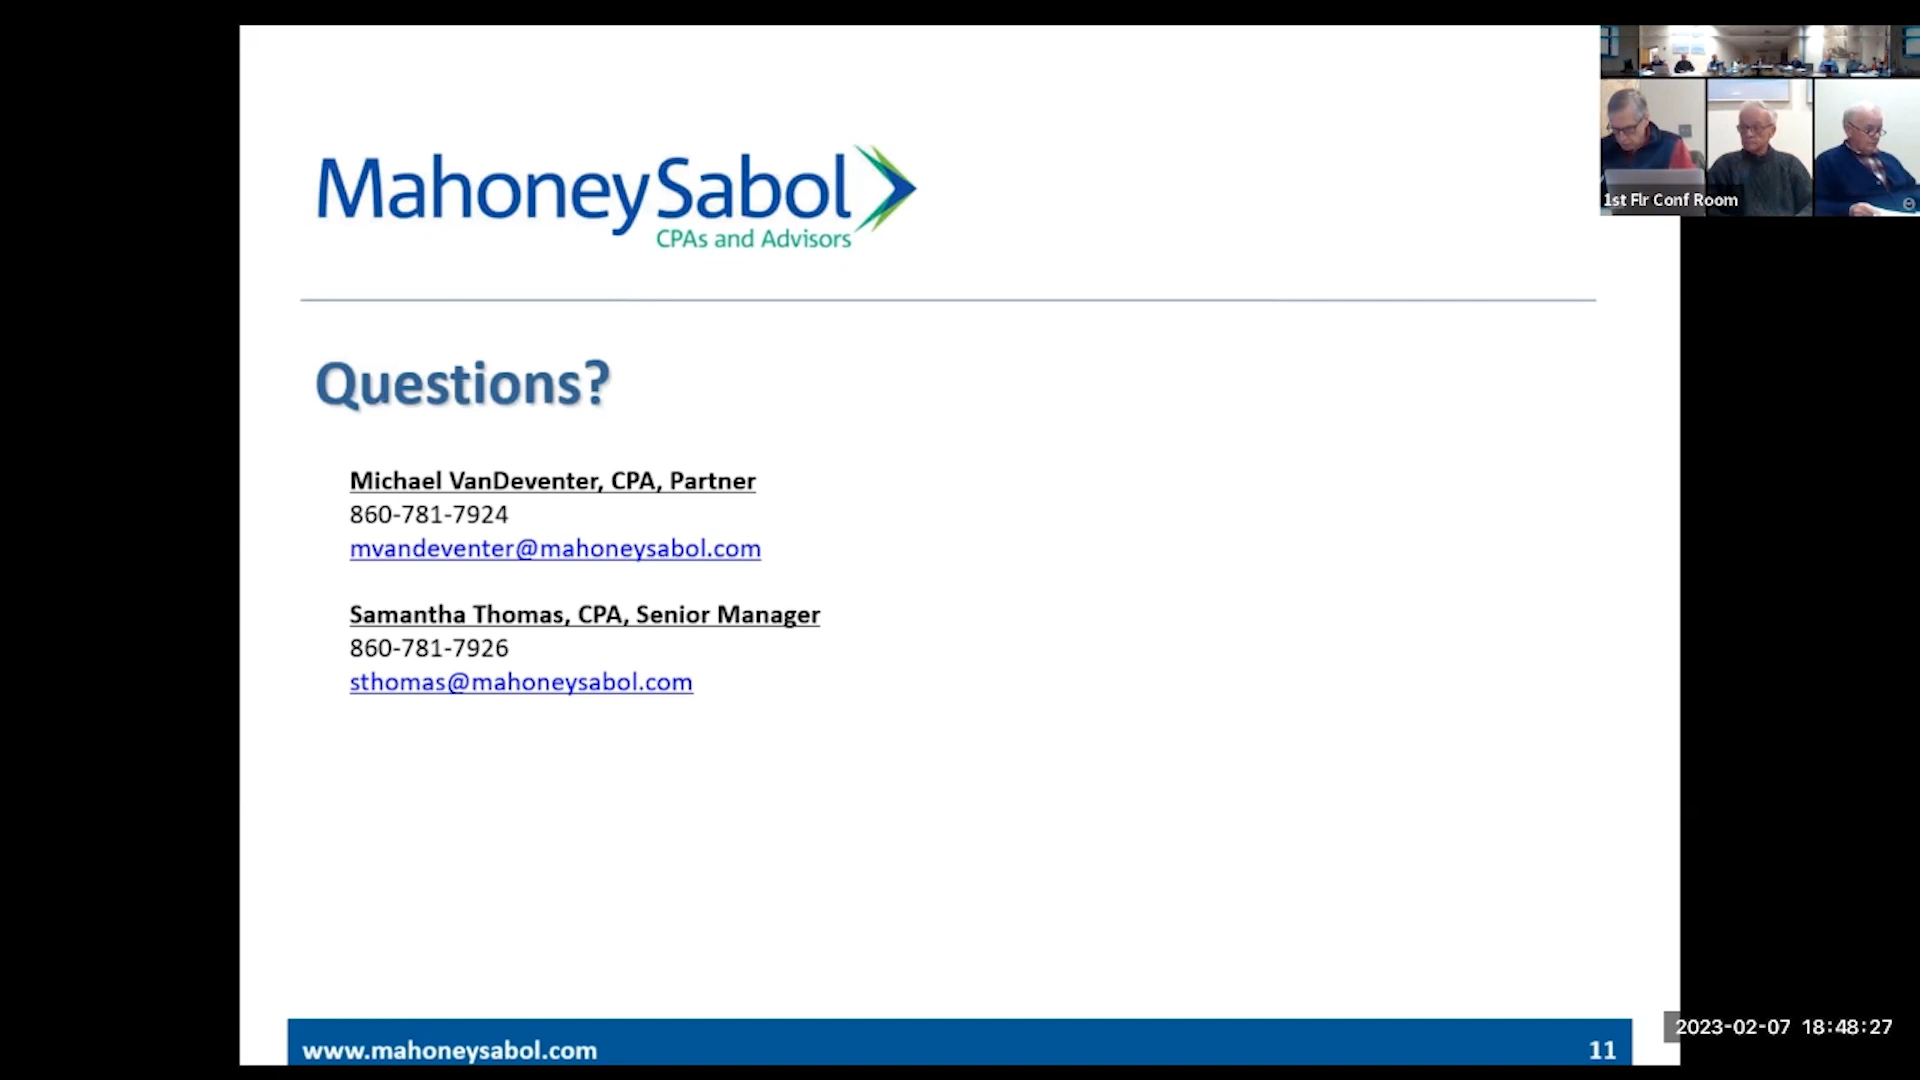 MahoneySabol
CPAs and Advisors
1st Flr Conf Room
Questions?
Michael VanDeventer, CPA, Partner
860-781-7924
mvandeventer@mahoneysabol.com
Samantha Thomas, CPA, Senior Manager
860-781-7926
sthomas@mahoneysabol.com
www.mahoneysabol.com
11
2023-02-07 18:48:27